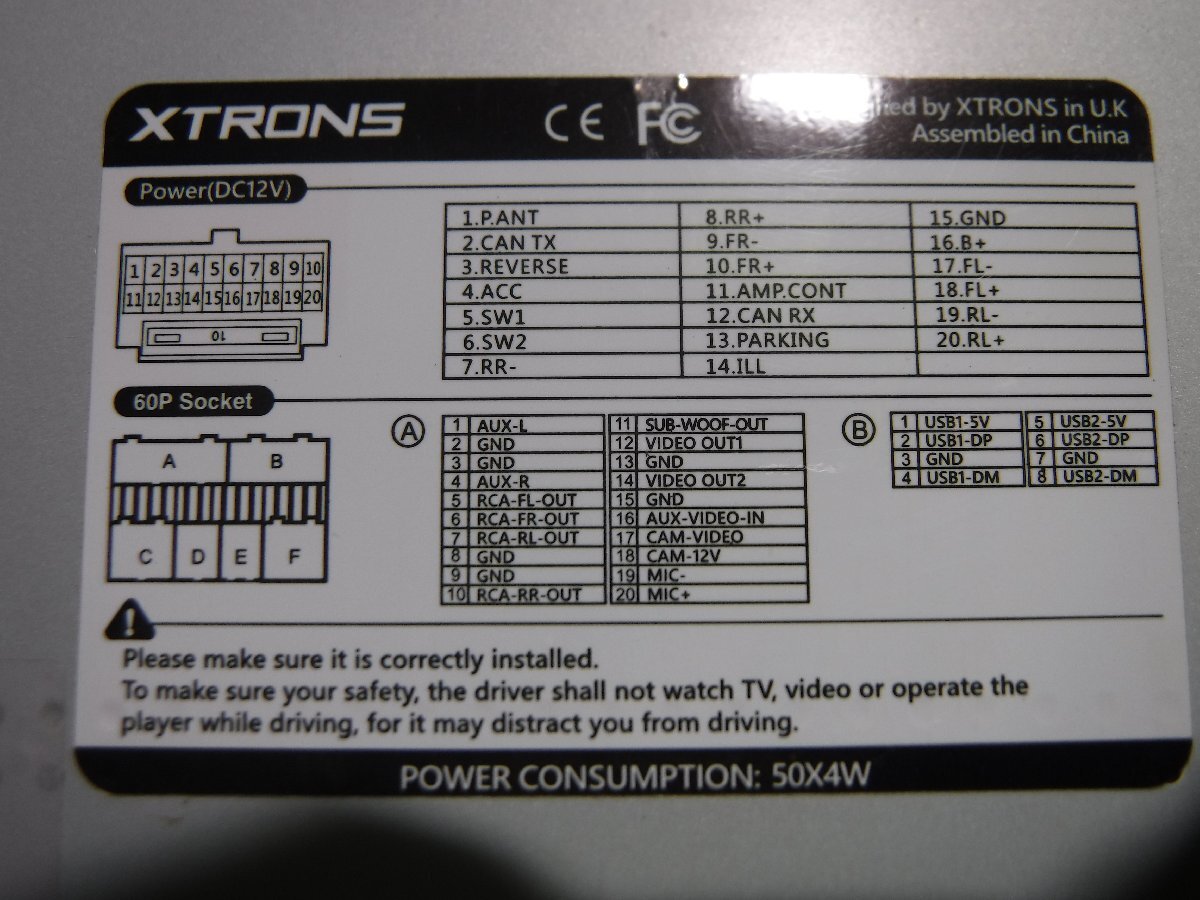 XTRONS CE FC by XTRONS in U.K
Assembled in China
Power(DC12V)
1 2 3 4 5 6 7 8 9 10
11 12 13 14 15 16 17 18 19 20
10
1.P.ANT 8.RR+ 15.GND
2.CAN TX 9.FR- 16.B+
3.REVERSE 10.FR+ 17.FL-
4.ACC 11.AMP.CONT 18.FL+
5.SW1 12.CAN RX 19.RL-
6.SW2 13.PARKING 20.RL+
7.RR- 14.ILL
60P Socket
A B
C D E F
A
1 AUX-L 11 SUB-WOOF-OUT
2 GND 12 VIDEO OUT1
3 GND 13 GND
4 AUX-R 14 VIDEO OUT2
5 RCA-FL-OUT 15 GND
6 RCA-FR-OUT 16 AUX-VIDEO-IN
7 RCA-RL-OUT 17 CAM-VIDEO
8 GND 18 CAM-12V
9 GND 19 MIC-
10 RCA-RR-OUT 20 MIC+
B
1 USB1-5V 5 USB2-5V
2 USB1-DP 6 USB2-DP
3 GND 7 GND
4 USB1-DM 8 USB2-DM
!
Please make sure it is correctly installed.
To make sure your safety, the driver shall not watch TV, video or operate the
player while driving, for it may distract you from driving.
POWER CONSUMPTION: 50X4W